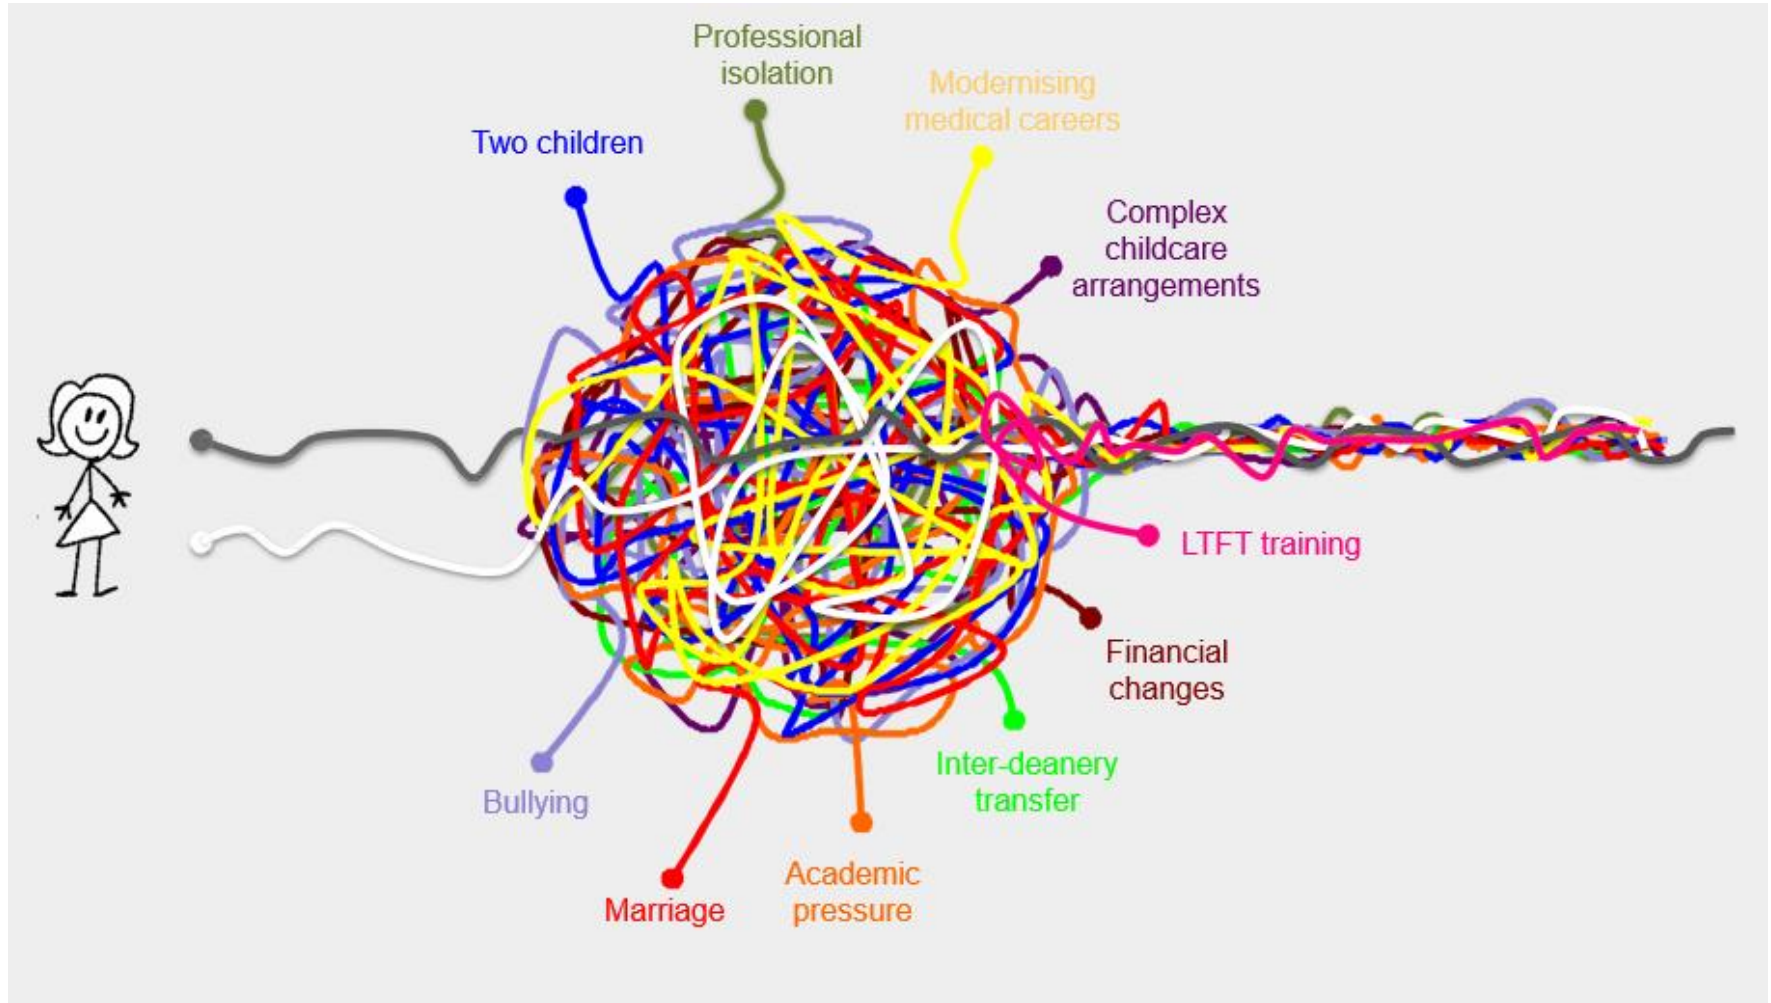 Professional
isolation
Modernising
medical careers
Two children
Complex
childcare
arrangements
LTFT training
Financial
changes
Inter-deanery
transfer
Bullying
Academic
pressure
Marriage